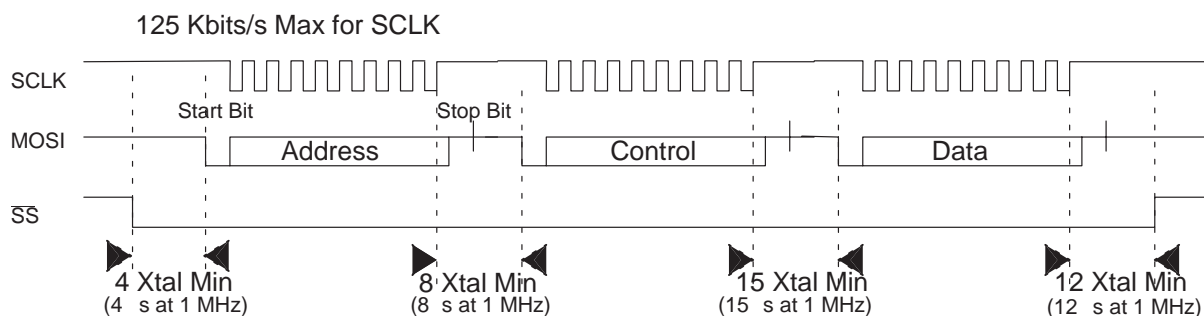 125 Kbits/s Max for SCLK
SCLK
Start Bit
Stop Bit
MOSI
Address
Control
Data
SS
4 Xtal Min
(4 s at 1 MHz)
8 Xtal Min
(8 s at 1 MHz)
15 Xtal Min
(15 s at 1 MHz)
12 Xtal Min
(12 s at 1 MHz)